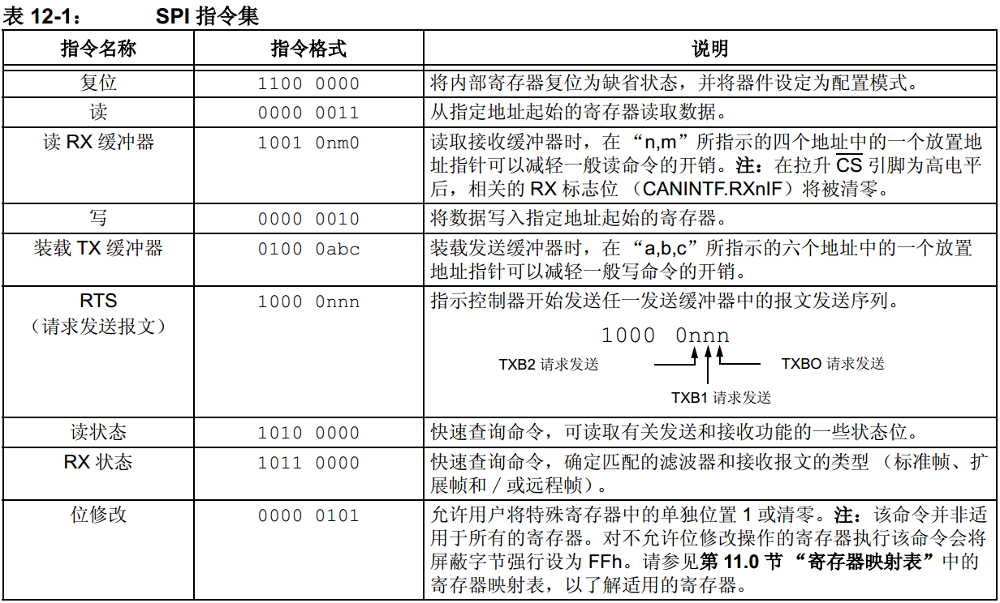 表 12-1： SPI 指令集
指令名称 指令格式 说明
复位 1100 0000 将内部寄存器复位为缺省状态，并将器件设定为配置模式。
读 0000 0011 从指定地址起始的寄存器读取数据。
读 RX 缓冲器 1001 0nm0 读取接收缓冲器时，在 “n,m”所指示的四个地址中的一个放置地
址指针可以减轻一般读命令的开销。注：在拉升 CS 引脚为高电平
后，相关的 RX 标志位 （CANINTF.RXnIF）将被清零。
写 0000 0010 将数据写入指定地址起始的寄存器。
装载 TX 缓冲器 0100 0abc 装载发送缓冲器时，在 “a,b,c”所指示的六个地址中的一个放置
地址指针可以减轻一般写命令的开销。
RTS 1000 0nnn 指示控制器开始发送任一发送缓冲器中的报文发送序列。
（请求发送报文）
1000 0nnn
TXB2 请求发送 TXBO 请求发送
TXB1 请求发送
读状态 1010 0000 快速查询命令，可读取有关发送和接收功能的一些状态位。
RX 状态 1011 0000 快速查询命令，确定匹配的滤波器和接收报文的类型 （标准帧、扩
展帧和 / 或远程帧）。
位修改 0000 0101 允许用户将特殊寄存器中的单独位置 1 或清零。注：该命令并非适
用于所有的寄存器。对不允许位修改操作的寄存器执行该命令会将
屏蔽字节强行设为 FFh。请参见第 11.0 节 “寄存器映射表”中的
寄存器映射表，以了解适用的寄存器。